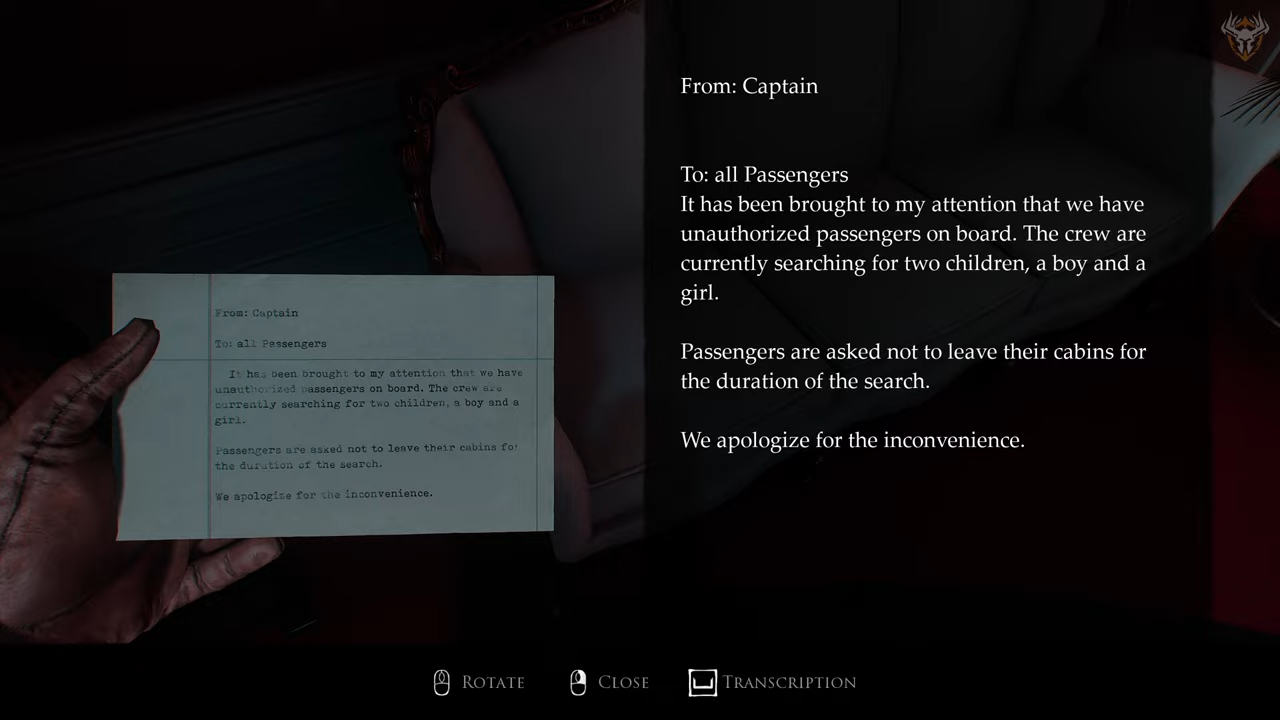 From: Captain
To: all Passengers
It has been brought to my attention that we have
unauthorized passengers on board. The crew are
currently searching for two children, a boy and a
girl.
Passengers are asked not to leave their cabins for
the duration of the search.
We apologize for the inconvenience.
From: Captain
To: all Passengers
It has been brought to my attention that we have
unauthorized passengers on board. The crew are
currently searching for two children, a boy and a
girl.
Passengers are asked not to leave their cabins for
the duration of the search.
We apologize for the inconvenience.
ROTATE CLOSE TRANSCRIPTION